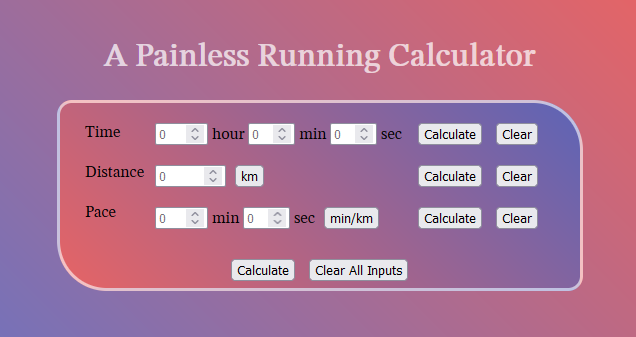 A Painless Running Calculator
Time 0 hour 0 min 0 sec Calculate Clear
Distance 0 km Calculate Clear
Pace 0 min 0 sec min/km Calculate Clear
Calculate Clear All Inputs